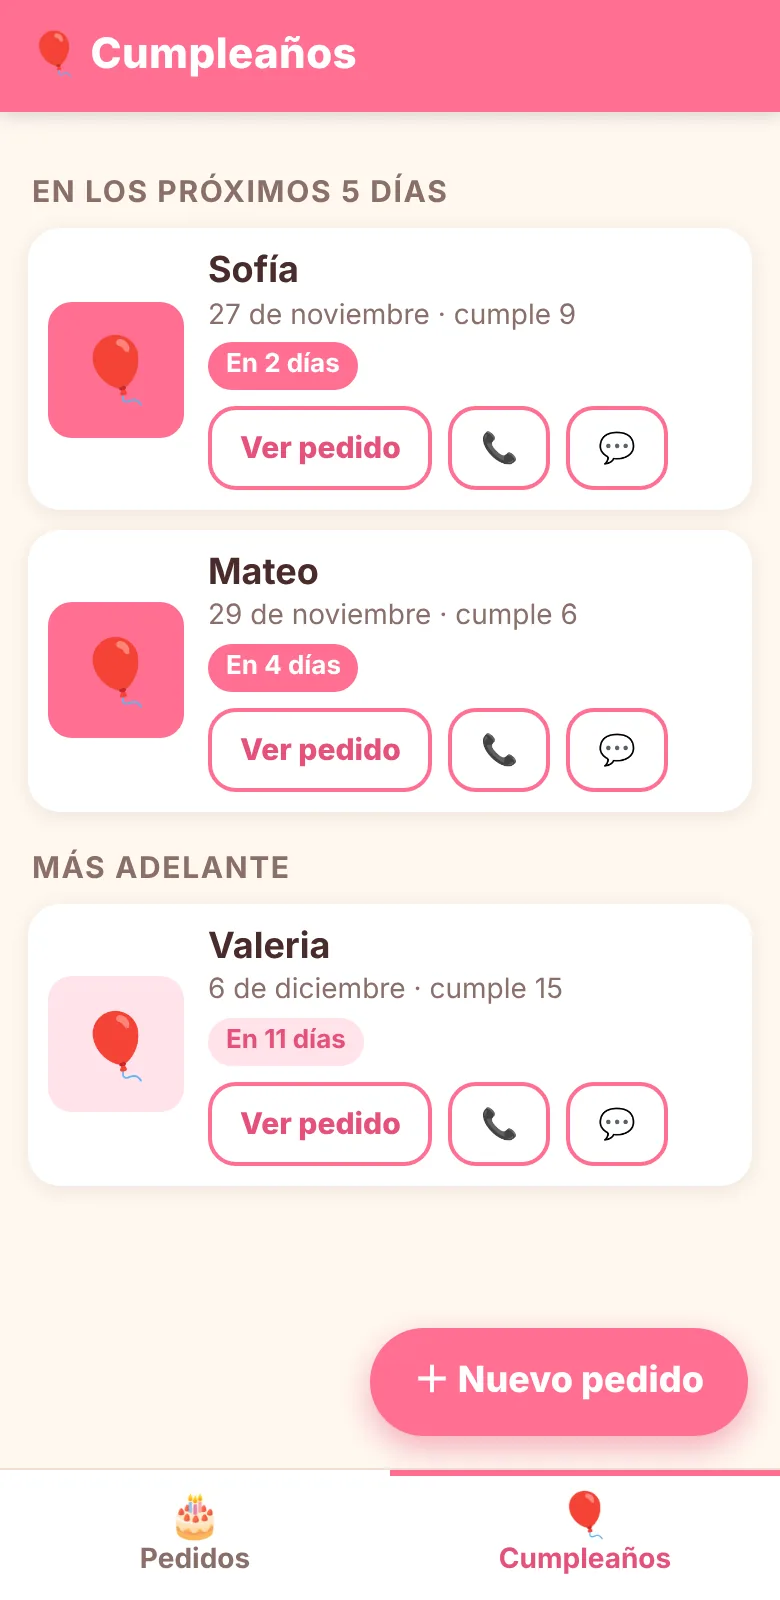 Cumpleaños
EN LOS PRÓXIMOS 5 DÍAS
Sofía
27 de noviembre · cumple 9
En 2 días
Ver pedido
Mateo
29 de noviembre · cumple 6
En 4 días
Ver pedido
MÁS ADELANTE
Valeria
6 de diciembre · cumple 15
En 11 días
Ver pedido
+ Nuevo pedido
Pedidos
Cumpleaños